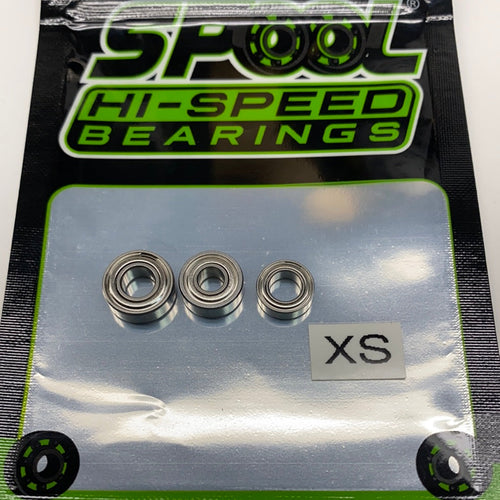 SPOOL®
HI-SPEED
BEARINGS
XS